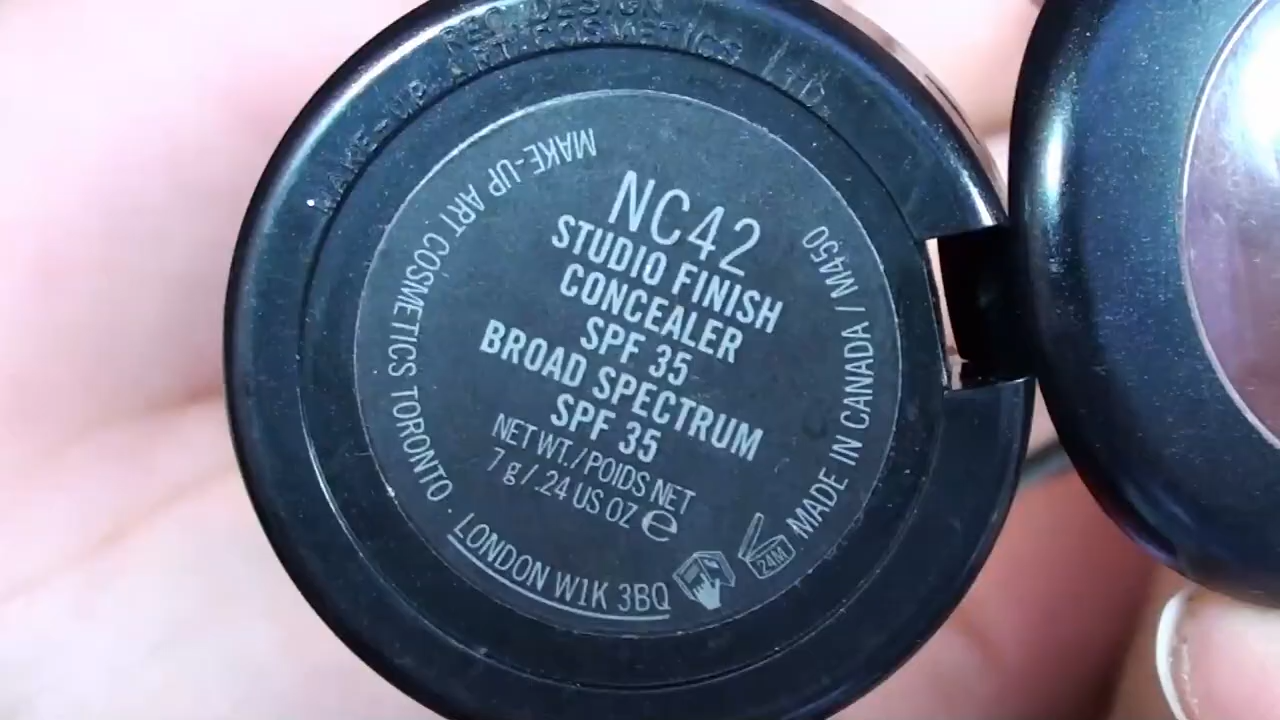 MAKE-UP ART COSMETICS LTD.
NC42
STUDIO FINISH
CONCEALER
SPF 35
BROAD SPECTRUM
SPF 35
NET WT./POIDS NET
7 g/.24 US OZ e
MAKE-UP ART COSMETICS TORONTO . LONDON W1K 3BQ
24M
MADE IN CANADA / MA450